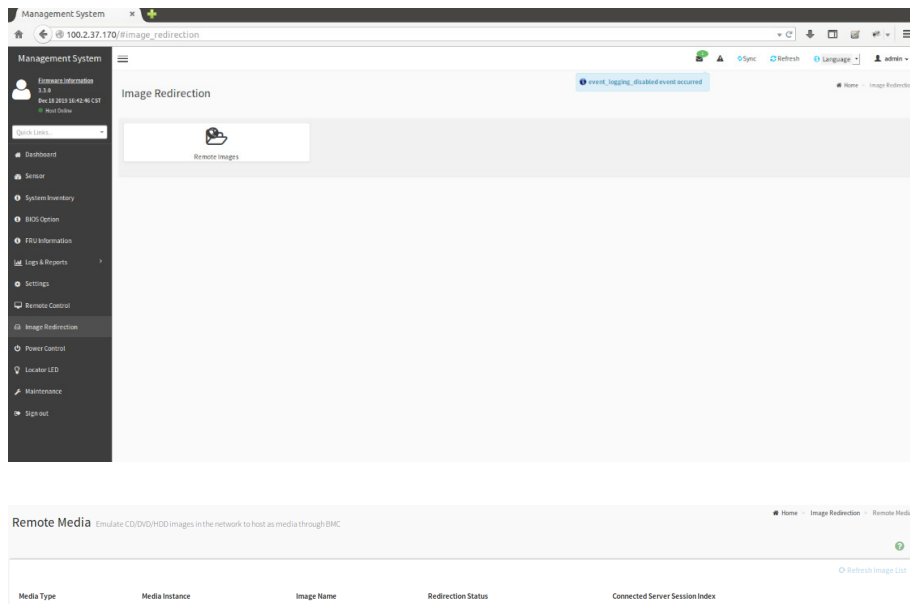 Management System ×
100.2.37.170/#image_redirection
Management System
Sync Refresh Language admin
Firmware Information
3.3.0
Dec 18 2019 16:42:46 CST
Host Online
event_logging_disabled event occurred
Image Redirection
Home Image Redirectio
Quick Links...
Remote Images
Dashboard
Sensor
System Inventory
BIOS Option
FRU Information
Logs & Reports
Settings
Remote Control
Image Redirection
Power Control
Locator LED
Maintenance
Sign out
Remote Media Emulate CD/DVD/HDD images in the network to host as media through BMC
Home Image Redirection Remote Media
Refresh Image List
Media Type Media Instance Image Name Redirection Status Connected Server Session Index